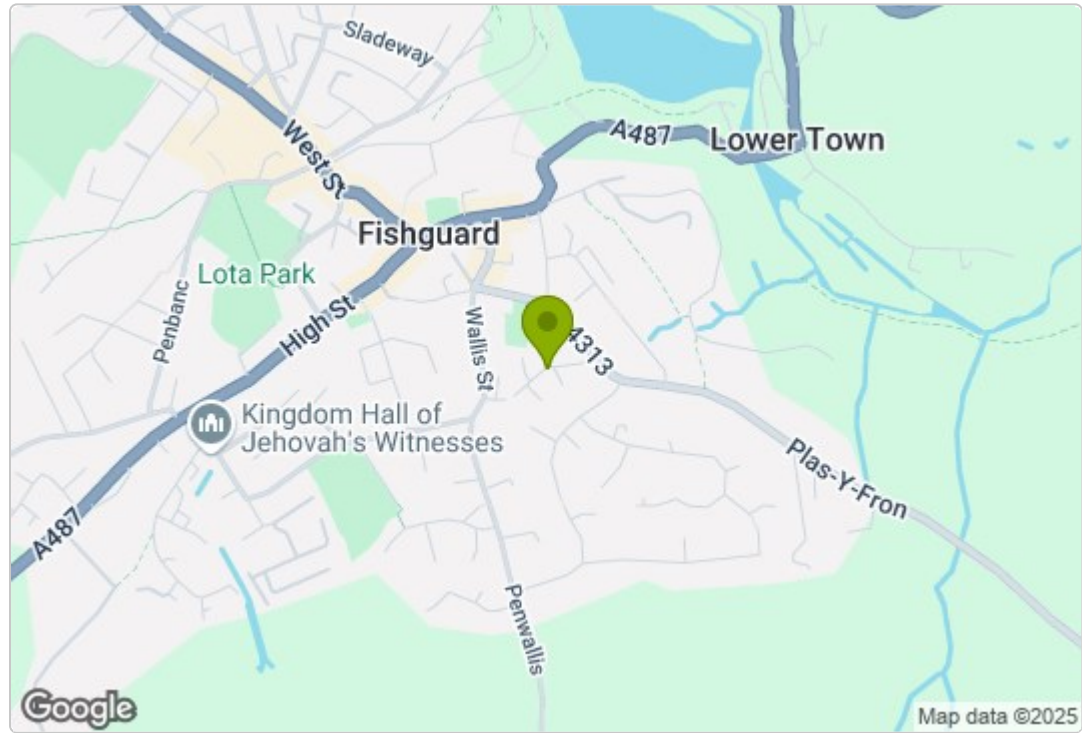 Sladeway
West St
A487
Lower Town
Fishguard
Lota Park
Penbanc
High St
Wallis St
4313
Kingdom Hall of
Jehovah's Witnesses
Plas-Y-Fron
A487
Penwallis
Google
Map data ©2025